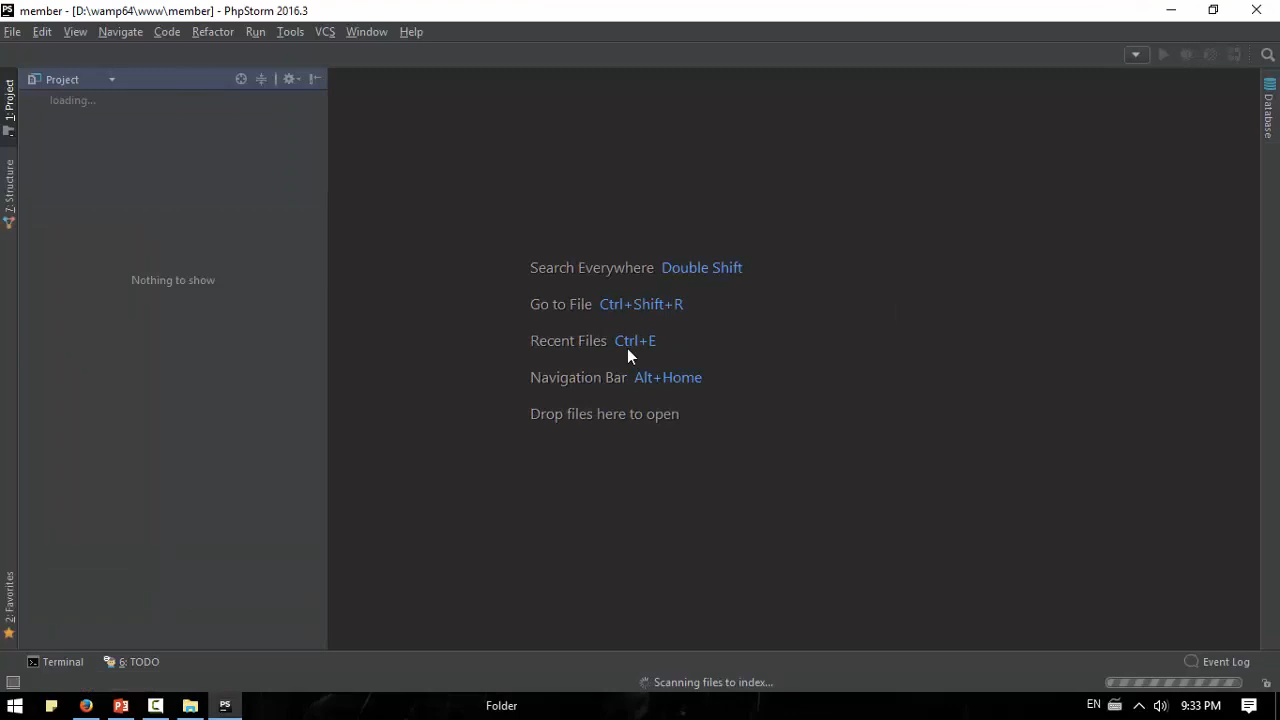 PS member - [D:\wamp64\www\member] - PhpStorm 2016.3
File Edit View Navigate Code Refactor Run Tools VCS Window Help
Project
loading...
1: Project
7: Structure
2: Favorites
Database
Nothing to show
Search Everywhere Double Shift
Go to File Ctrl+Shift+R
Recent Files Ctrl+E
Navigation Bar Alt+Home
Drop files here to open
Terminal 6: TODO Event Log
Scanning files to index...
PS Folder EN 9:33 PM